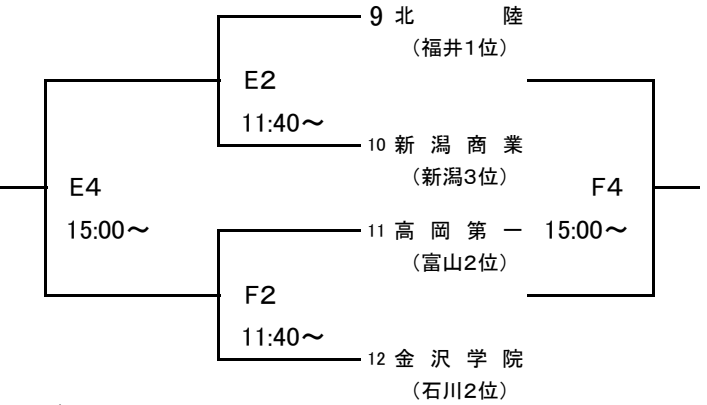 9 北 陸
（福井１位）
E2
11:40～
10 新 潟 商 業
（新潟３位）
E4
F4
15:00～
11 高 岡 第 一
15:00～
（富山２位）
F2
11:40～
12 金 沢 学 院
（石川２位）